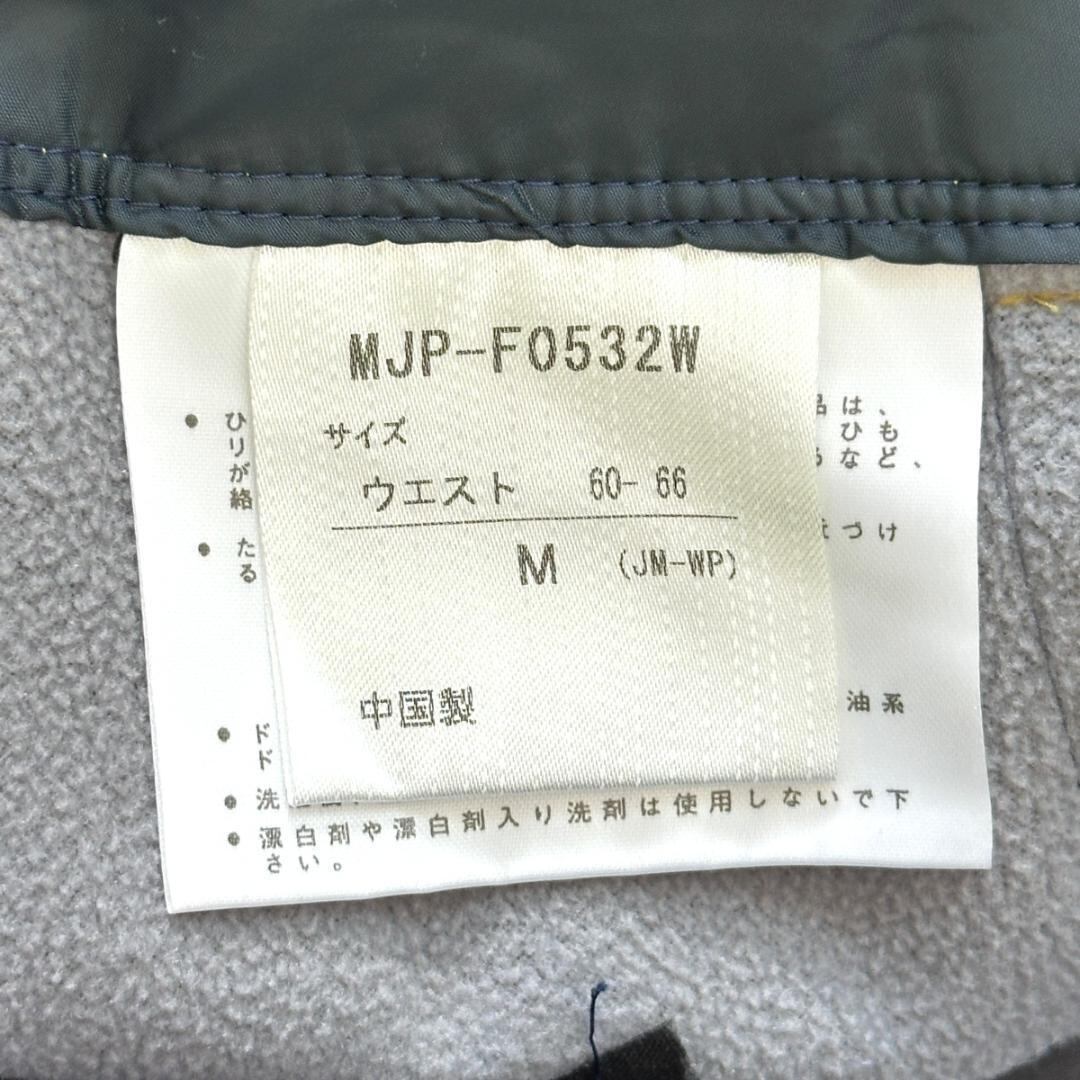 MJP-F0532W
サイズ
ウエスト 60-66
M (JM-WP)
中国製
● ひ
り
が
絡
品は、
ひも
るなど、
● た
る
づけ
油系
● ド
ド
● 洗
● 漂白剤や漂白剤入り洗剤は使用しないで下
さい。